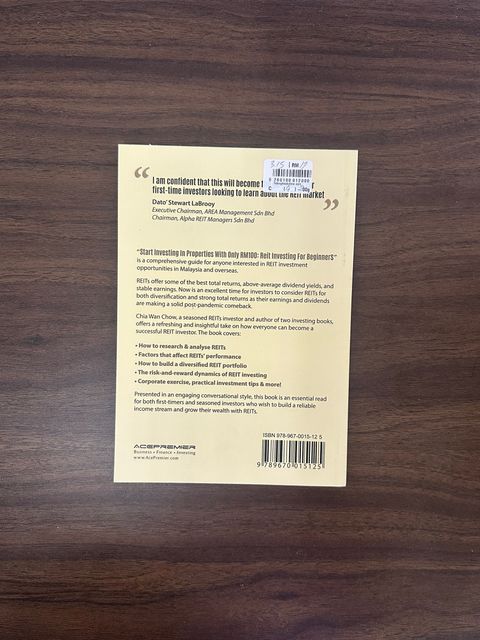 “
I am confident that this will become
first-time investors looking to learn about the REIT market
”
Dato' Stewart LaBrooy
Executive Chairman, AREA Management Sdn Bhd
Chairman, Alpha REIT Managers Sdn Bhd
"Start Investing In Properties With Only RM100: Reit Investing For Beginners"
is a comprehensive guide for anyone interested in REIT investment
opportunities in Malaysia and overseas.
REITs offer some of the best total returns, above-average dividend yields, and
stable earnings. Now is an excellent time for investors to consider REITs for
both diversification and strong total returns as their earnings and dividends
are making a solid post-pandemic comeback.
Chia Wan Chow, a seasoned REITs investor and author of two investing books,
offers a refreshing and insightful take on how everyone can become a
successful REIT investor. The book covers:
• How to research & analyse REITs
• Factors that affect REITs' performance
• How to build a diversified REIT portfolio
• The risk-and-reward dynamics of REIT investing
• Corporate exercise, practical investment tips & more!
Presented in an engaging conversational style, this book is an essential read
for both first-timers and seasoned investors who wish to build a reliable
income stream and grow their wealth with REITs.
ACEPREMIER
Business • Finance • Investing
www.AcePremier.com
ISBN 978-967-0015-12 5
9 789670 015125